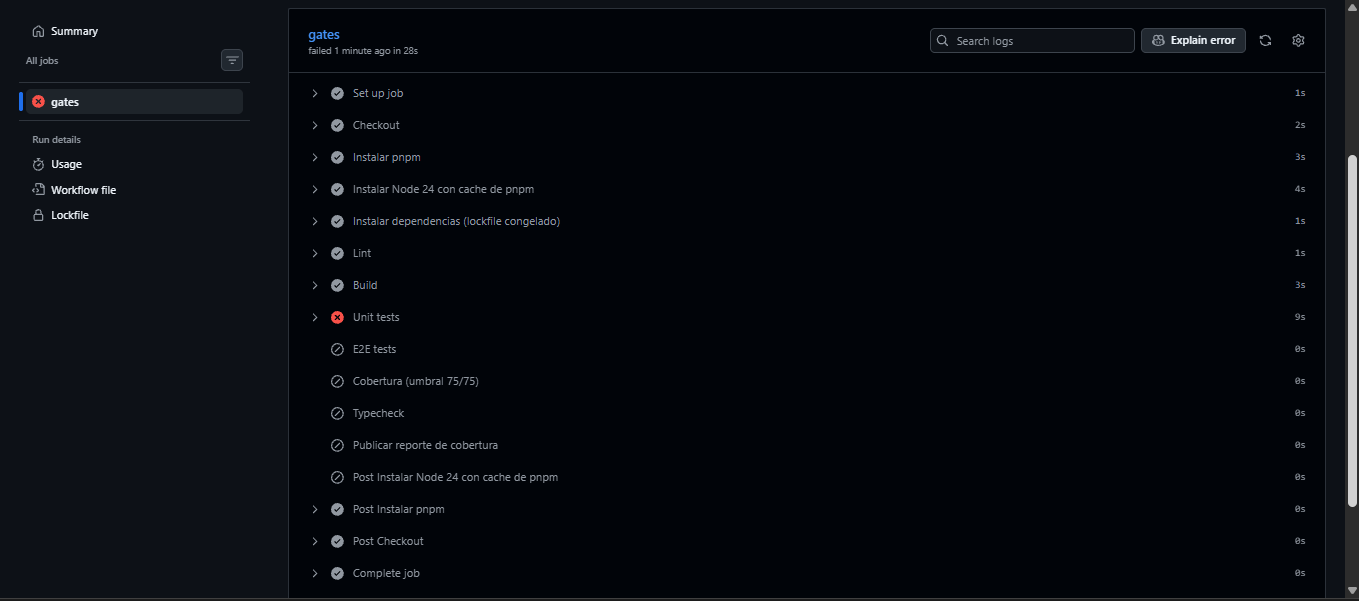 Summary
All jobs
gates
Run details
Usage
Workflow file
Lockfile
gates
failed 1 minute ago in 28s
Search logs
Explain error
Set up job 1s
Checkout 2s
Instalar pnpm 3s
Instalar Node 24 con cache de pnpm 4s
Instalar dependencias (lockfile congelado) 1s
Lint 1s
Build 3s
Unit tests 9s
E2E tests 0s
Cobertura (umbral 75/75) 0s
Typecheck 0s
Publicar reporte de cobertura 0s
Post Instalar Node 24 con cache de pnpm 0s
Post Instalar pnpm 0s
Post Checkout 0s
Complete job 0s